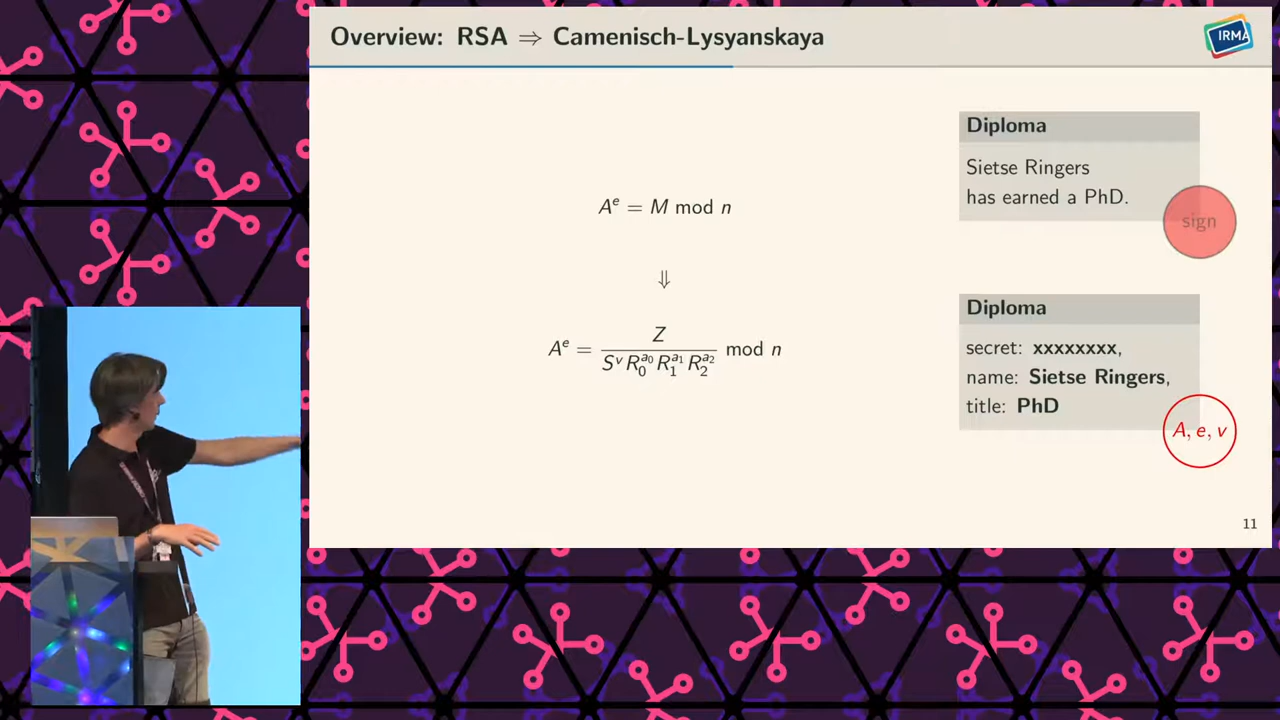 Overview: RSA ⇒ Camenisch-Lysyanskaya
IRMA
Diploma
Sietse Ringers
has earned a PhD.
sign
A^e = M mod n
⇓
A^e = Z / (S^v R_0^{a_0} R_1^{a_1} R_2^{a_2}) mod n
Diploma
secret: xxxxxxxx,
name: Sietse Ringers,
title: PhD
A, e, v
11